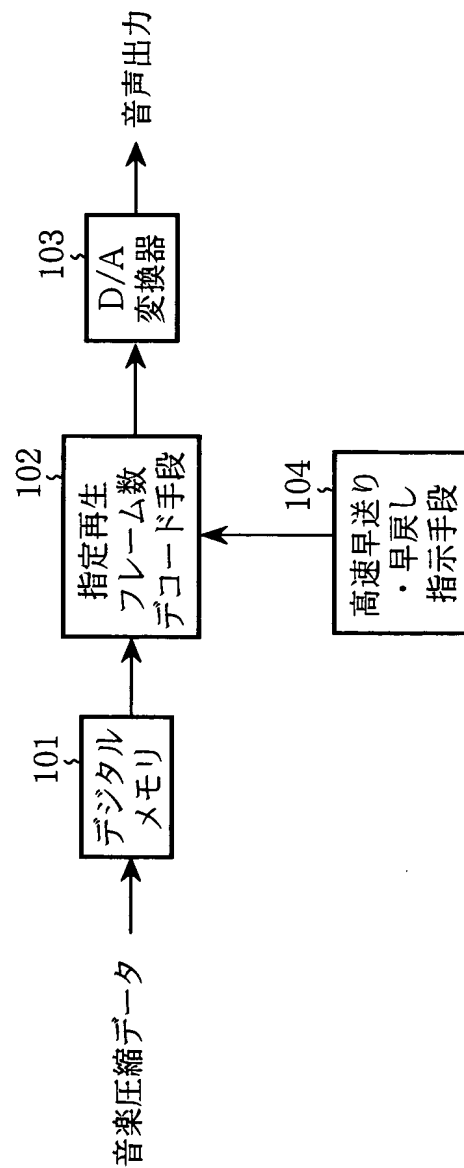 音楽圧縮データ
101
デジタル
メモリ
102
指定再生
フレーム数
デコード手段
103
D/A
変換器
音声出力
104
高速早送り
・早戻し
指示手段